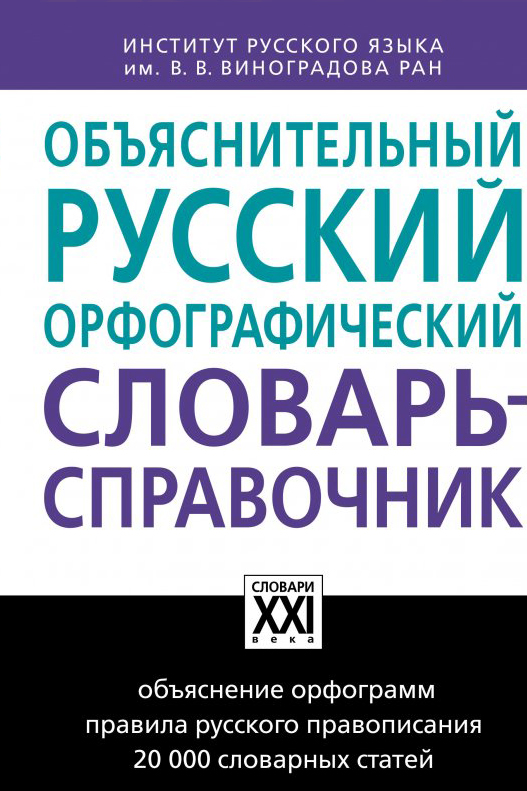 ИНСТИТУТ РУССКОГО ЯЗЫКА
им. В. В. ВИНОГРАДОВА РАН
ОБЪЯСНИТЕЛЬНЫЙ
РУССКИЙ
ОРФОГРАФИЧЕСКИЙ
СЛОВАРЬ-
СПРАВОЧНИК
СЛОВАРИ
XXI
века
объяснение орфограмм
правила русского правописания
20 000 словарных статей